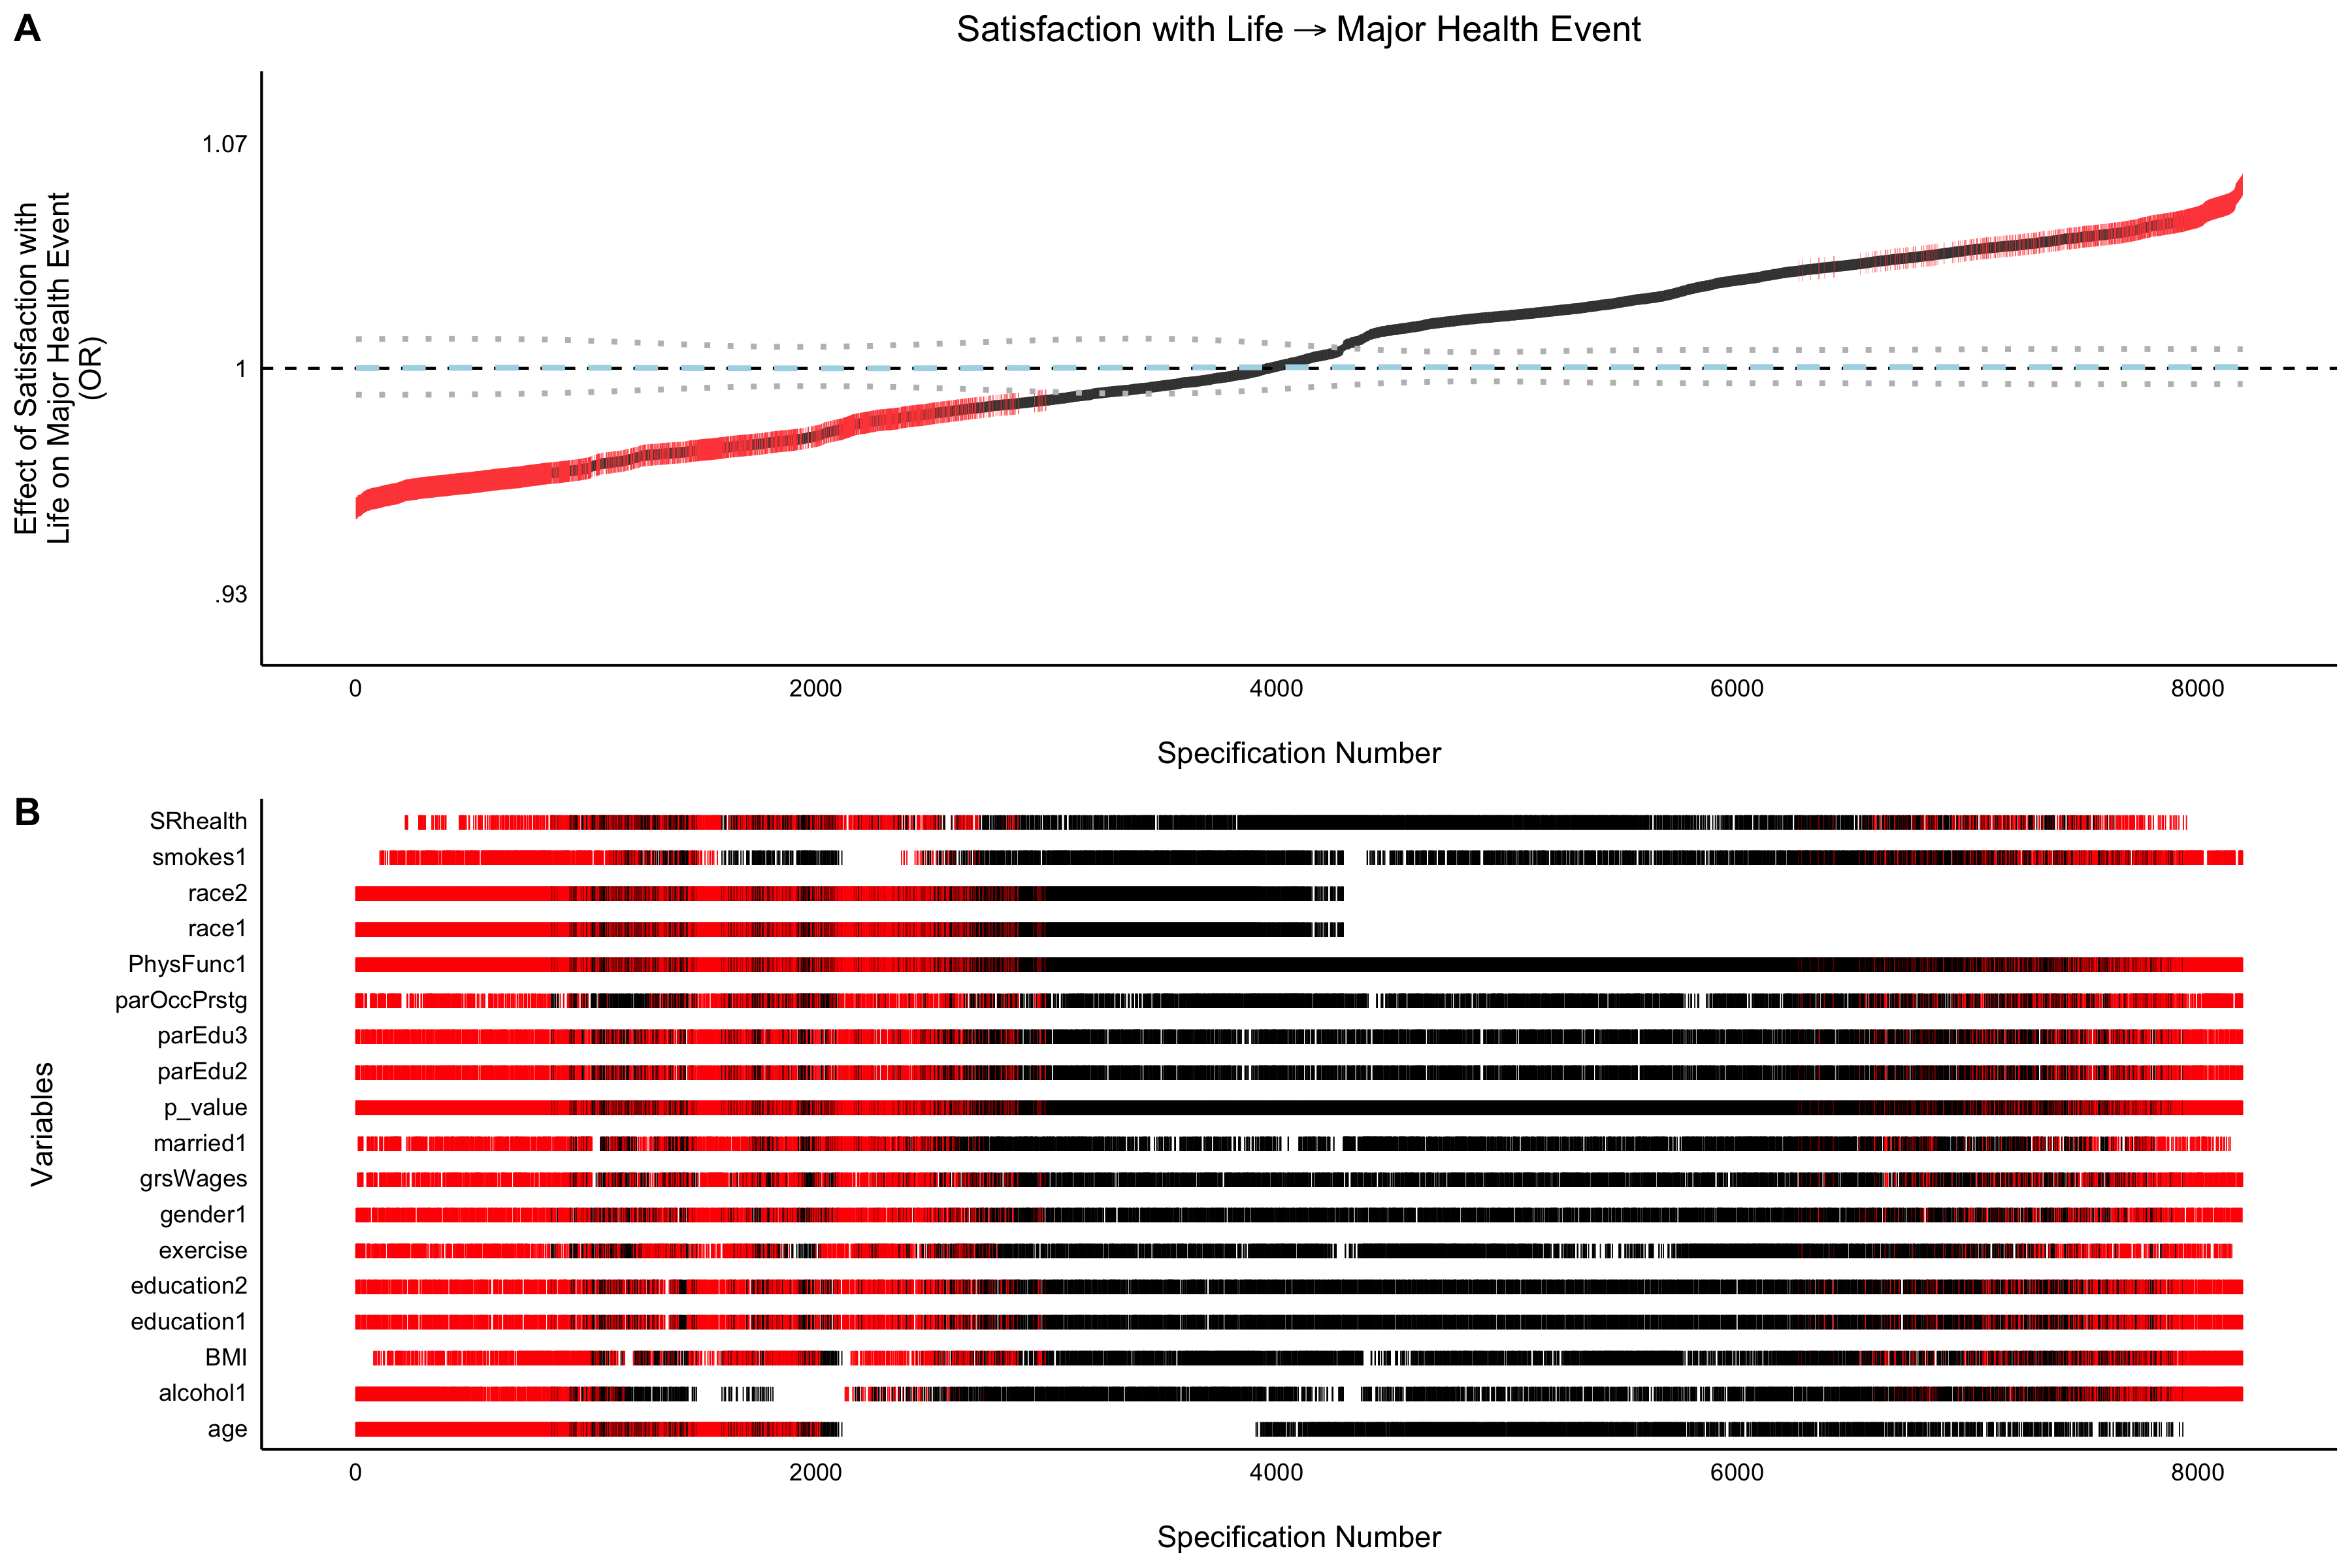 A
Satisfaction with Life → Major Health Event
Effect of Satisfaction with
Life on Major Health Event
(OR)
1.07
1
.93
0 2000 4000 6000 8000
Specification Number
B
Variables
SRhealth
smokes1
race2
race1
PhysFunc1
parOccPrstg
parEdu3
parEdu2
p_value
married1
grsWages
gender1
exercise
education2
education1
BMI
alcohol1
age
0 2000 4000 6000 8000
Specification Number